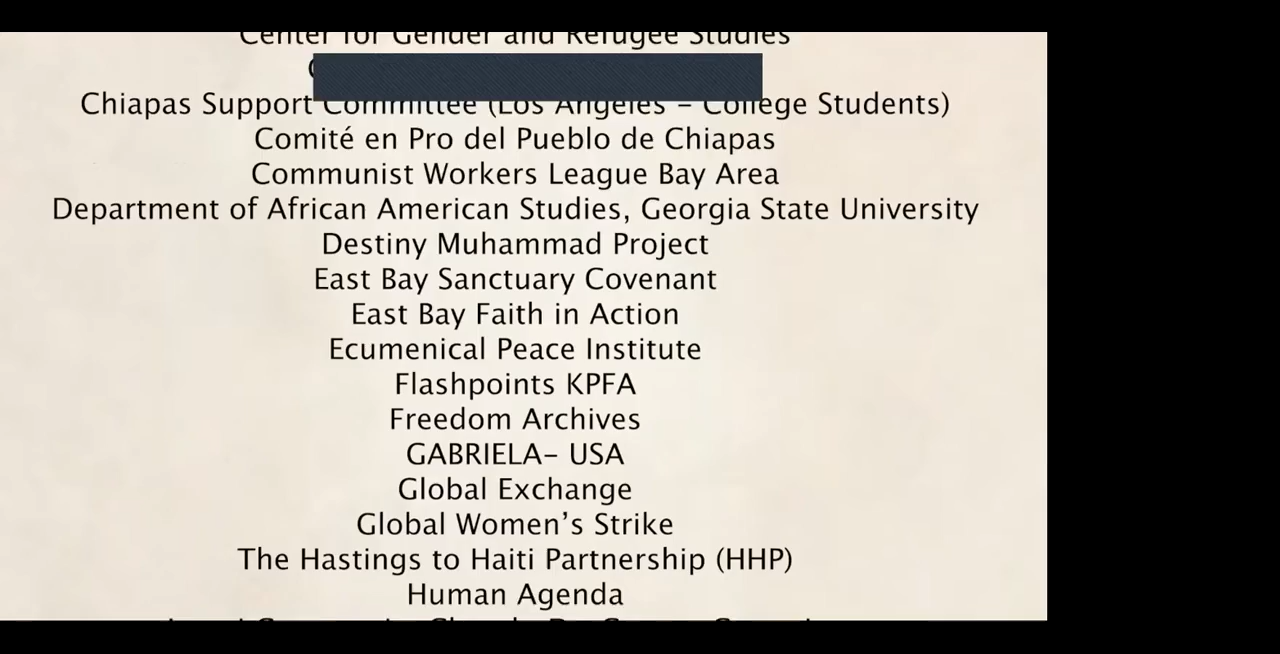 Center for Gender and Refugee Studies
Chiapas Support Committee (Los Angeles – College Students)
Comité en Pro del Pueblo de Chiapas
Communist Workers League Bay Area
Department of African American Studies, Georgia State University
Destiny Muhammad Project
East Bay Sanctuary Covenant
East Bay Faith in Action
Ecumenical Peace Institute
Flashpoints KPFA
Freedom Archives
GABRIELA– USA
Global Exchange
Global Women’s Strike
The Hastings to Haiti Partnership (HHP)
Human Agenda